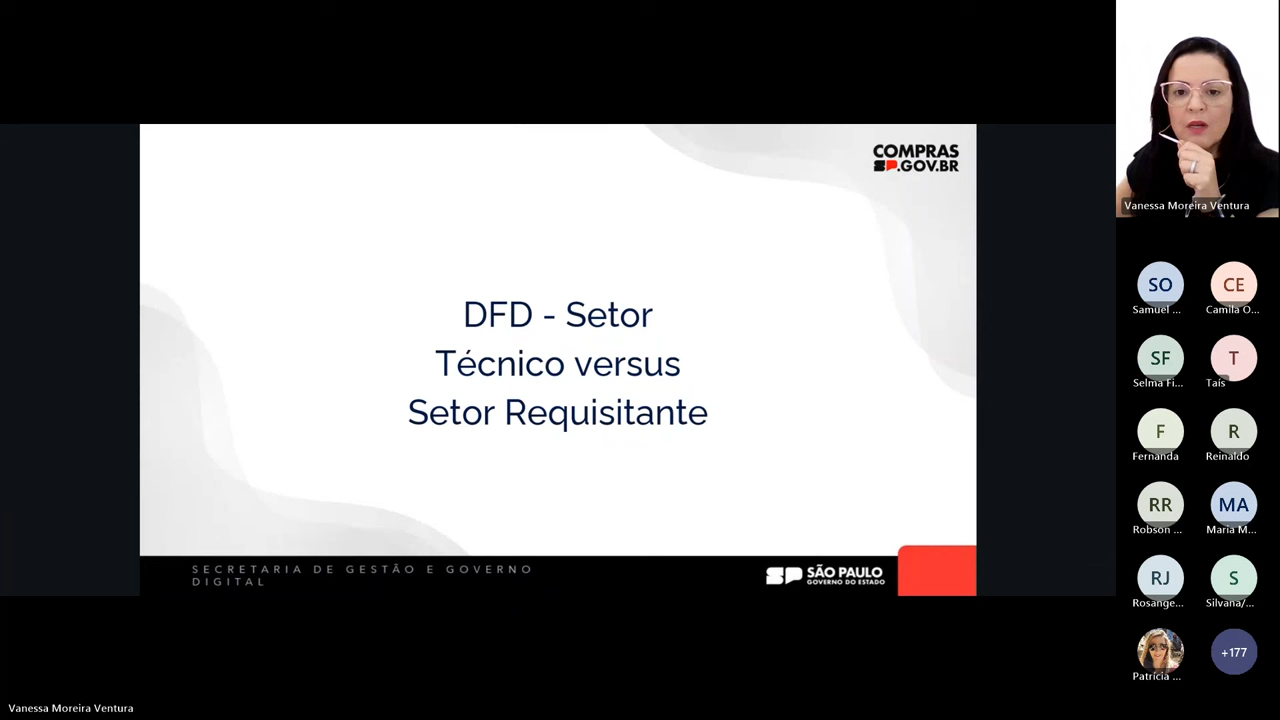 COMPRAS
SP.GOV.BR
DFD - Setor
Técnico versus
Setor Requisitante
SECRETARIA DE GESTÃO E GOVERNO
DIGITAL
SP SÃO PAULO
GOVERNO DO ESTADO
Vanessa Moreira Ventura
SO
CE
Samuel ...
Camila O...
SF
T
Selma Fi...
Taís
F
R
Fernanda
Reinaldo
RR
MA
Robson ...
Maria M...
RJ
S
Rosange...
Silvana/...
+177
Patrícia ...
Vanessa Moreira Ventura